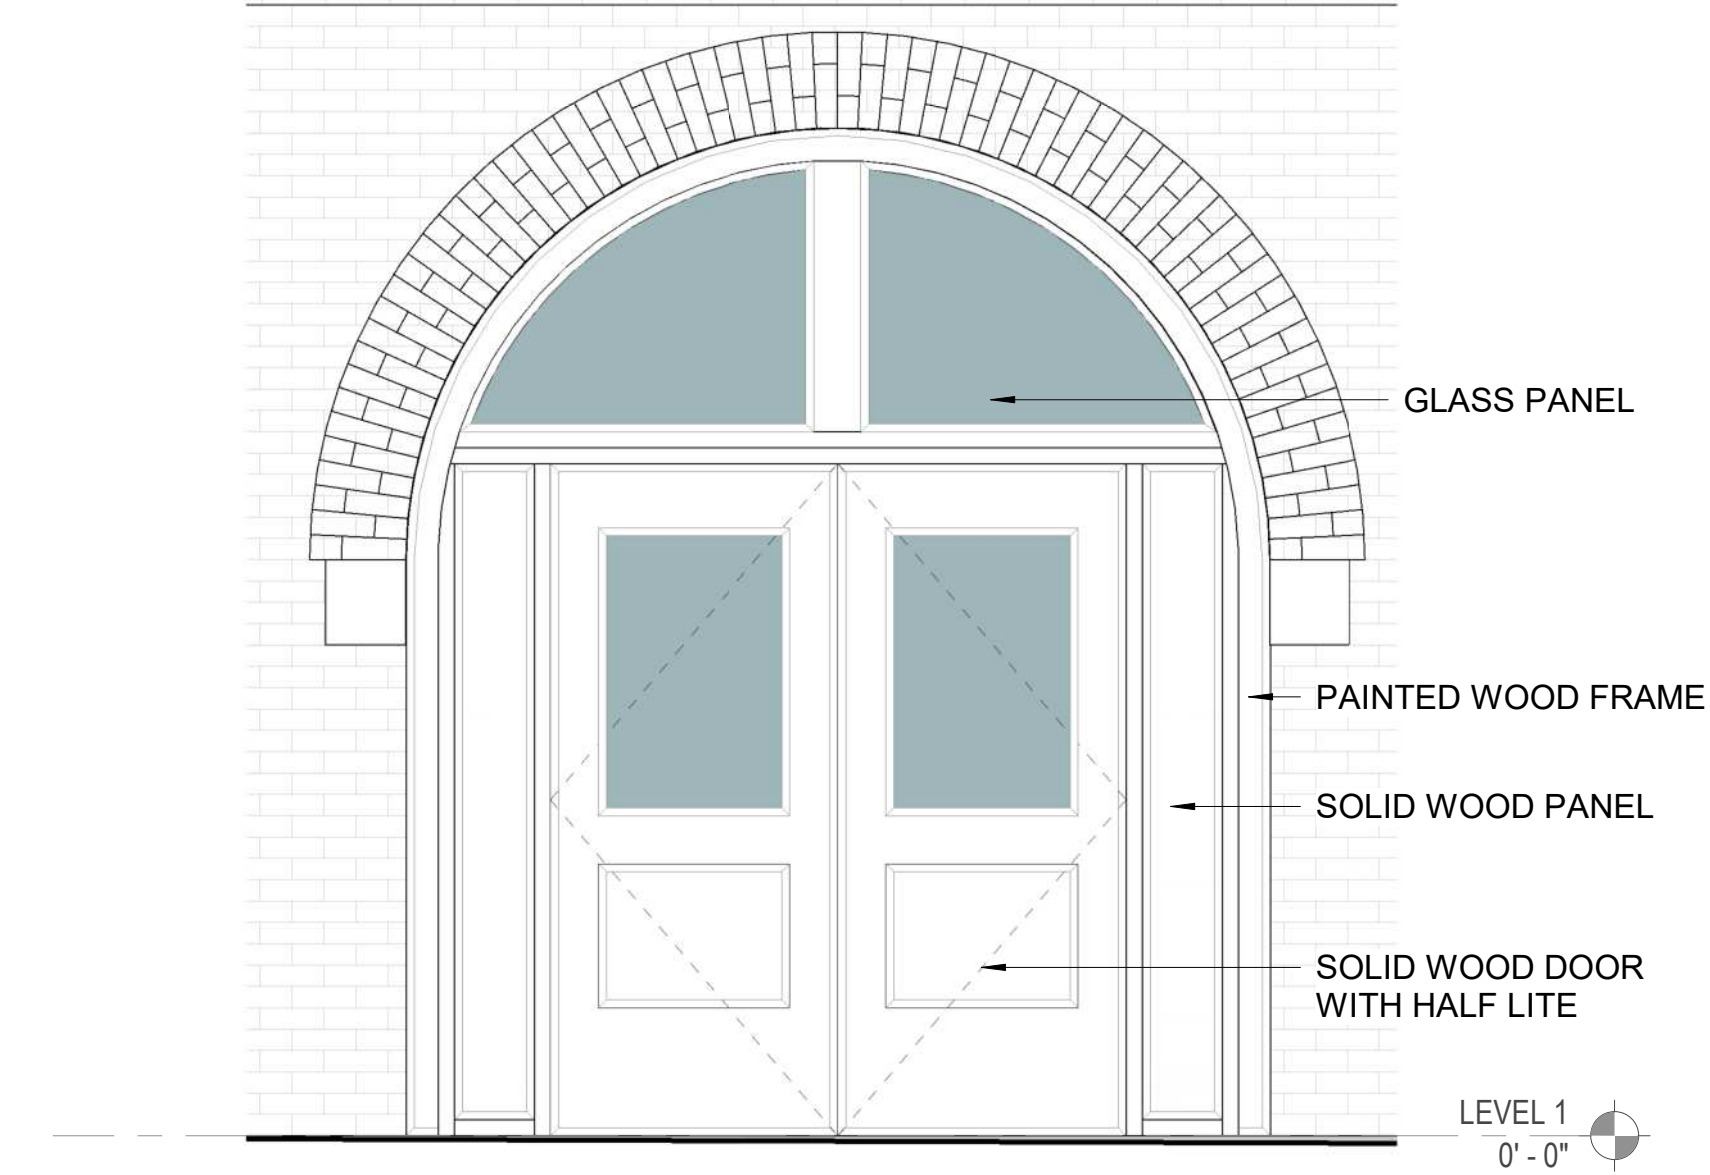 GLASS PANEL
PAINTED WOOD FRAME
SOLID WOOD PANEL
SOLID WOOD DOOR
WITH HALF LITE
LEVEL 1
0' - 0"